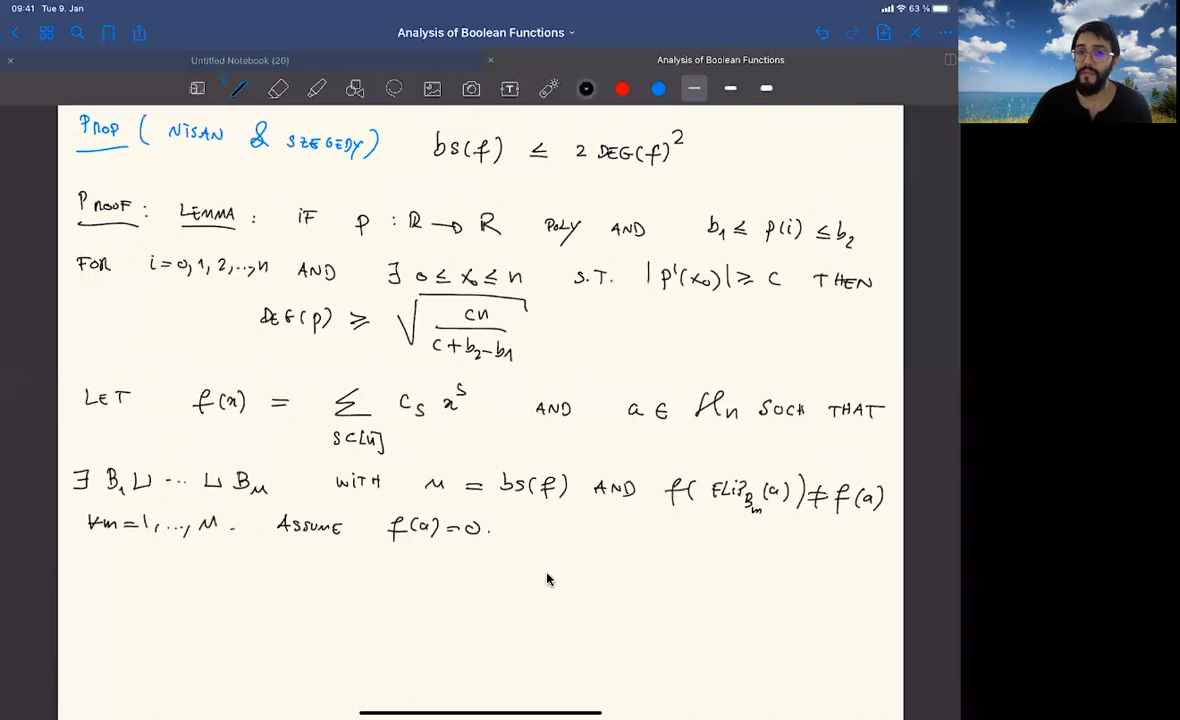 09:41 Tue 9. Jan
63 %
Analysis of Boolean Functions
Untitled Notebook (20)
Analysis of Boolean Functions
PROP ( NISAN & SZEGEDY) bs(f) ≤ 2 DEG(f)²
PROOF: LEMMA: IF p : ℝ → ℝ POLY AND b₁ ≤ p(i) ≤ b₂
FOR i=0,1,2,..,n AND ∃ 0 ≤ x₀ ≤ n S.T. |p'(x₀)| ≥ c THEN
DEG(p) ≥ √(cn / (c+b₂-b₁))
LET f(x) = ∑_{S⊂[n]} c_S x^S AND a ∈ H_n SUCH THAT
∃ B₁ ⊔ ... ⊔ B_M WITH M = bs(f) AND f( FLIP_{B_m}(a)) ≠ f(a)
∀m=1,...,M. ASSUME f(a)=0.